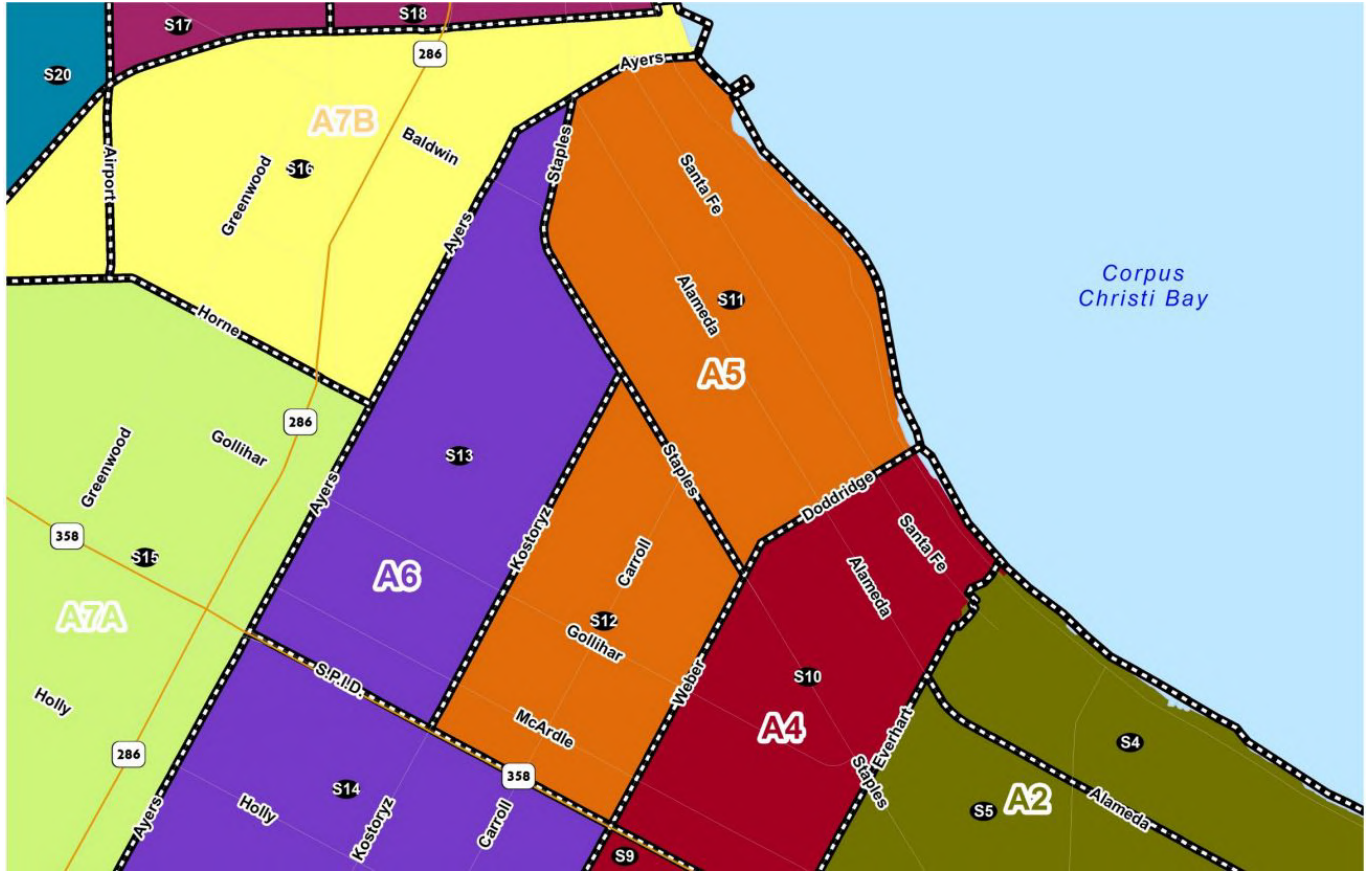 S17
S18
286
S20
Ayers
A7B
Baldwin
Staples
Airport
S16
Santa Fe
Greenwood
Ayers
Corpus
Christi Bay
S11
Alameda
Horne
A5
286
Greenwood
Gollihar
S13
Staples
Ayers
Doddridge
358
Kostoryz
Santa Fe
S15
Carroll
A6
Alameda
A7A
S12
Gollihar
S.P.I.D.
Weber
S10
Holly
McArdle
A4
Everhart
S4
286
358
Staples
S14
A2
Holly
Kostoryz
Carroll
S5
Alameda
Ayers
S9